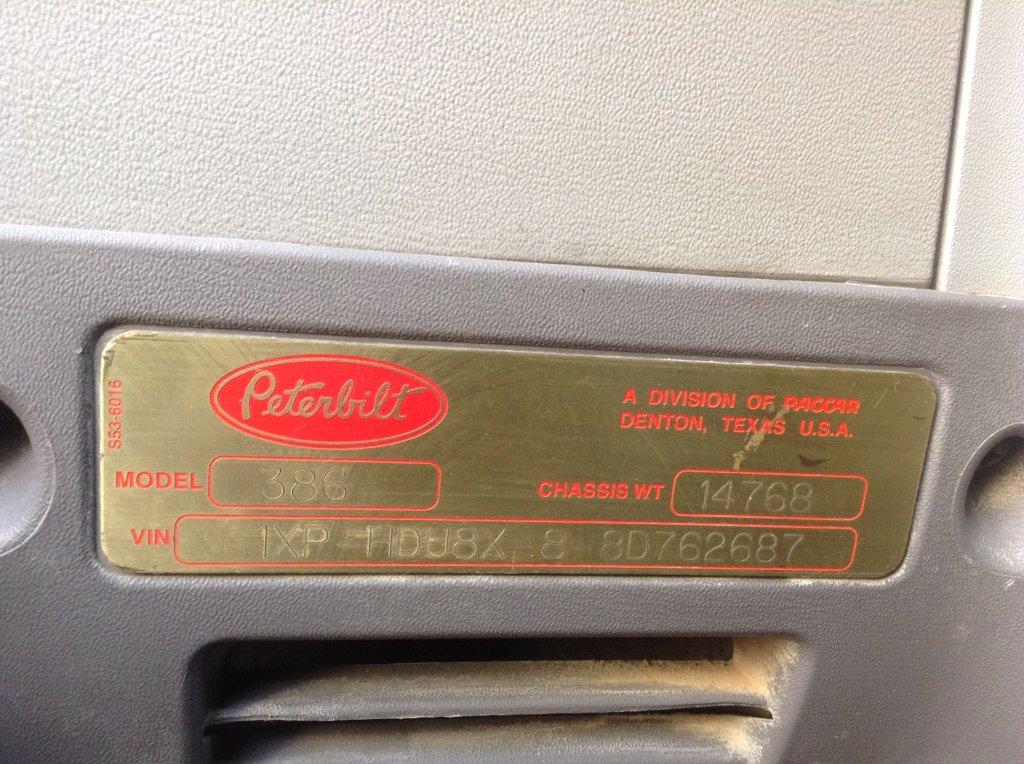 Peterbilt
S53-6016
A DIVISION OF PACCAR
DENTON, TEXAS U.S.A.
MODEL 386
CHASSIS WT 14768
VIN 1XP-HDU8X-8-8D762687